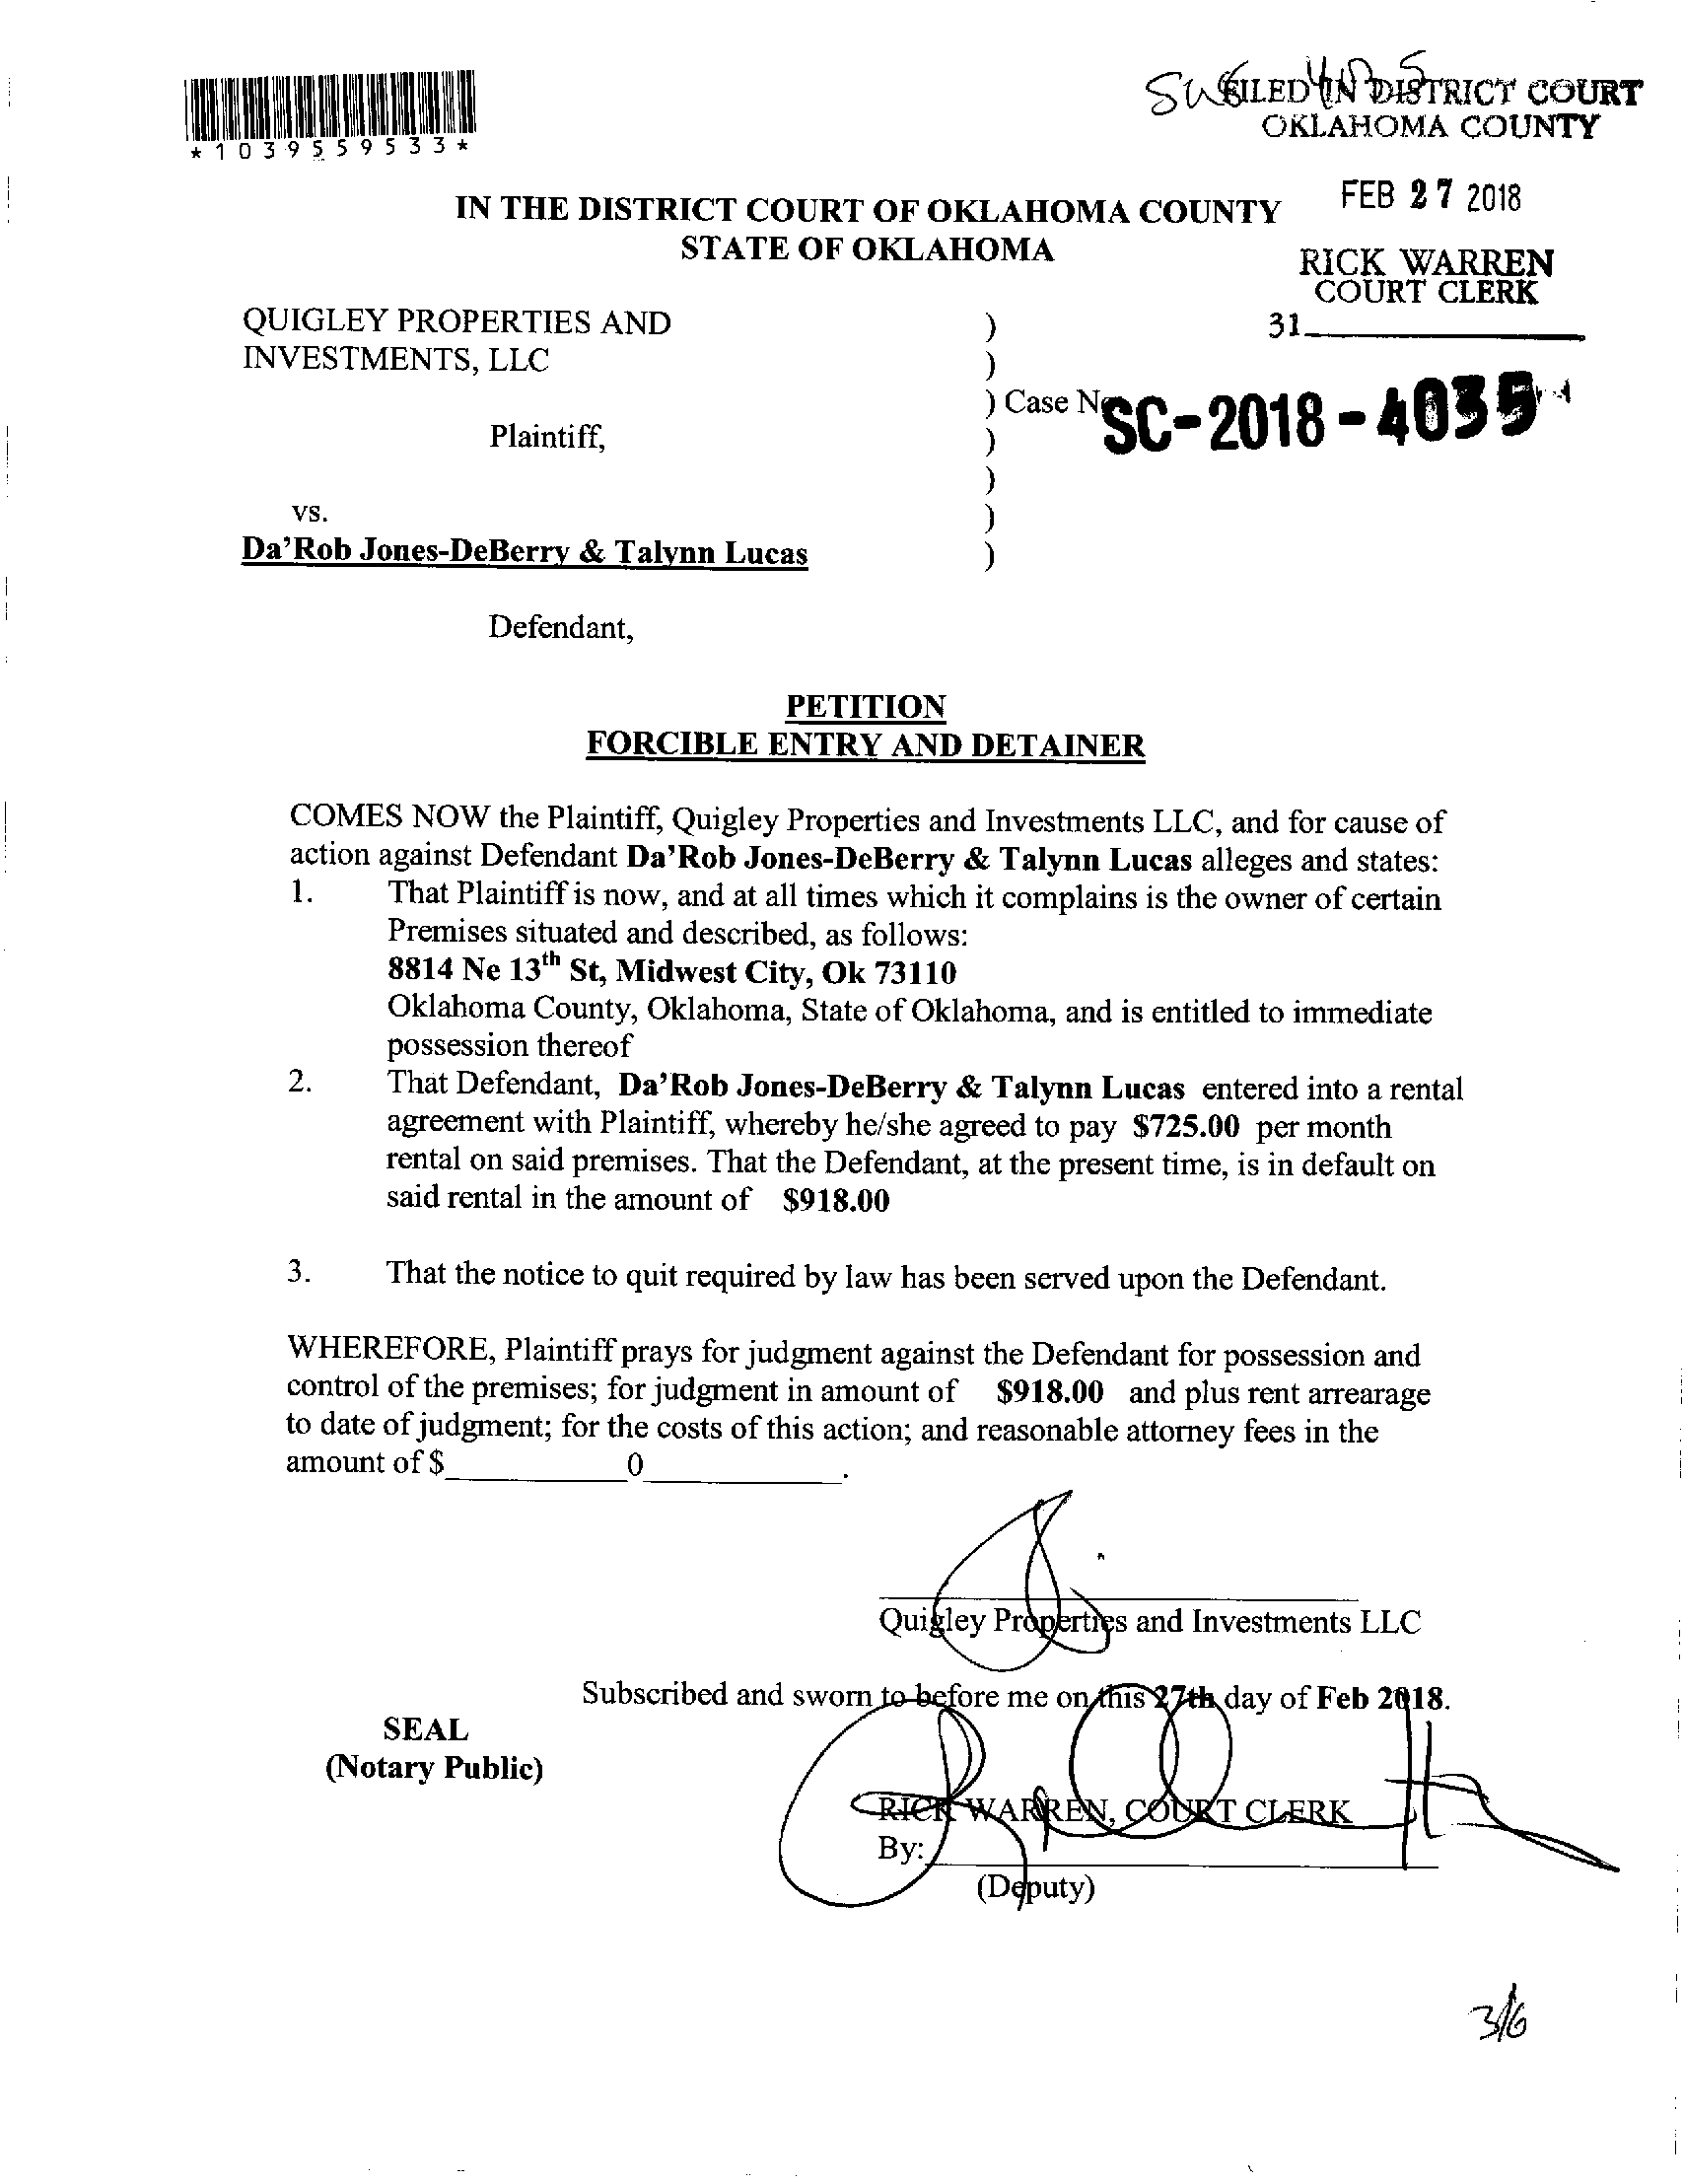 FILED IN DISTRICT COURT
OKLAHOMA COUNTY
*1039559533*
FEB 27 2018
IN THE DISTRICT COURT OF OKLAHOMA COUNTY
STATE OF OKLAHOMA
RICK WARREN
COURT CLERK
31
QUIGLEY PROPERTIES AND )
INVESTMENTS, LLC )
) Case No SC-2018-4035
Plaintiff, )
)
vs. )
Da'Rob Jones-DeBerry & Talynn Lucas )
Defendant,
PETITION
FORCIBLE ENTRY AND DETAINER
COMES NOW the Plaintiff, Quigley Properties and Investments LLC, and for cause of
action against Defendant Da'Rob Jones-DeBerry & Talynn Lucas alleges and states:
1. That Plaintiff is now, and at all times which it complains is the owner of certain
Premises situated and described, as follows:
8814 Ne 13th St, Midwest City, Ok 73110
Oklahoma County, Oklahoma, State of Oklahoma, and is entitled to immediate
possession thereof
2. That Defendant, Da'Rob Jones-DeBerry & Talynn Lucas entered into a rental
agreement with Plaintiff, whereby he/she agreed to pay $725.00 per month
rental on said premises. That the Defendant, at the present time, is in default on
said rental in the amount of $918.00
3. That the notice to quit required by law has been served upon the Defendant.
WHEREFORE, Plaintiff prays for judgment against the Defendant for possession and
control of the premises; for judgment in amount of $918.00 and plus rent arrearage
to date of judgment; for the costs of this action; and reasonable attorney fees in the
amount of $ 0 .
Quigley Properties and Investments LLC
Subscribed and sworn to before me on this 27th day of Feb 2018.
SEAL
(Notary Public)
RICK WARREN, COURT CLERK
By:
(Deputy)
3/6